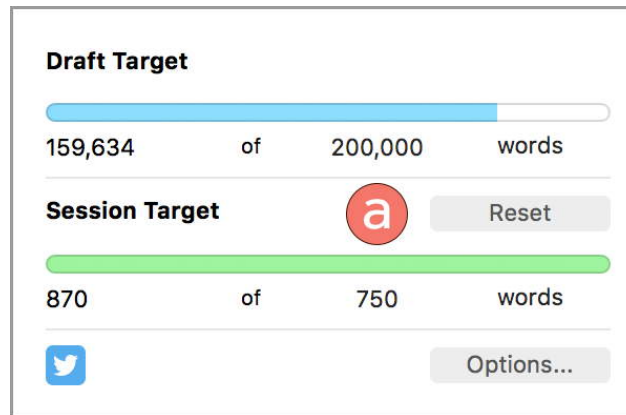 Draft Target
159,634 of 200,000 words
Session Target a Reset
870 of 750 words
Options...